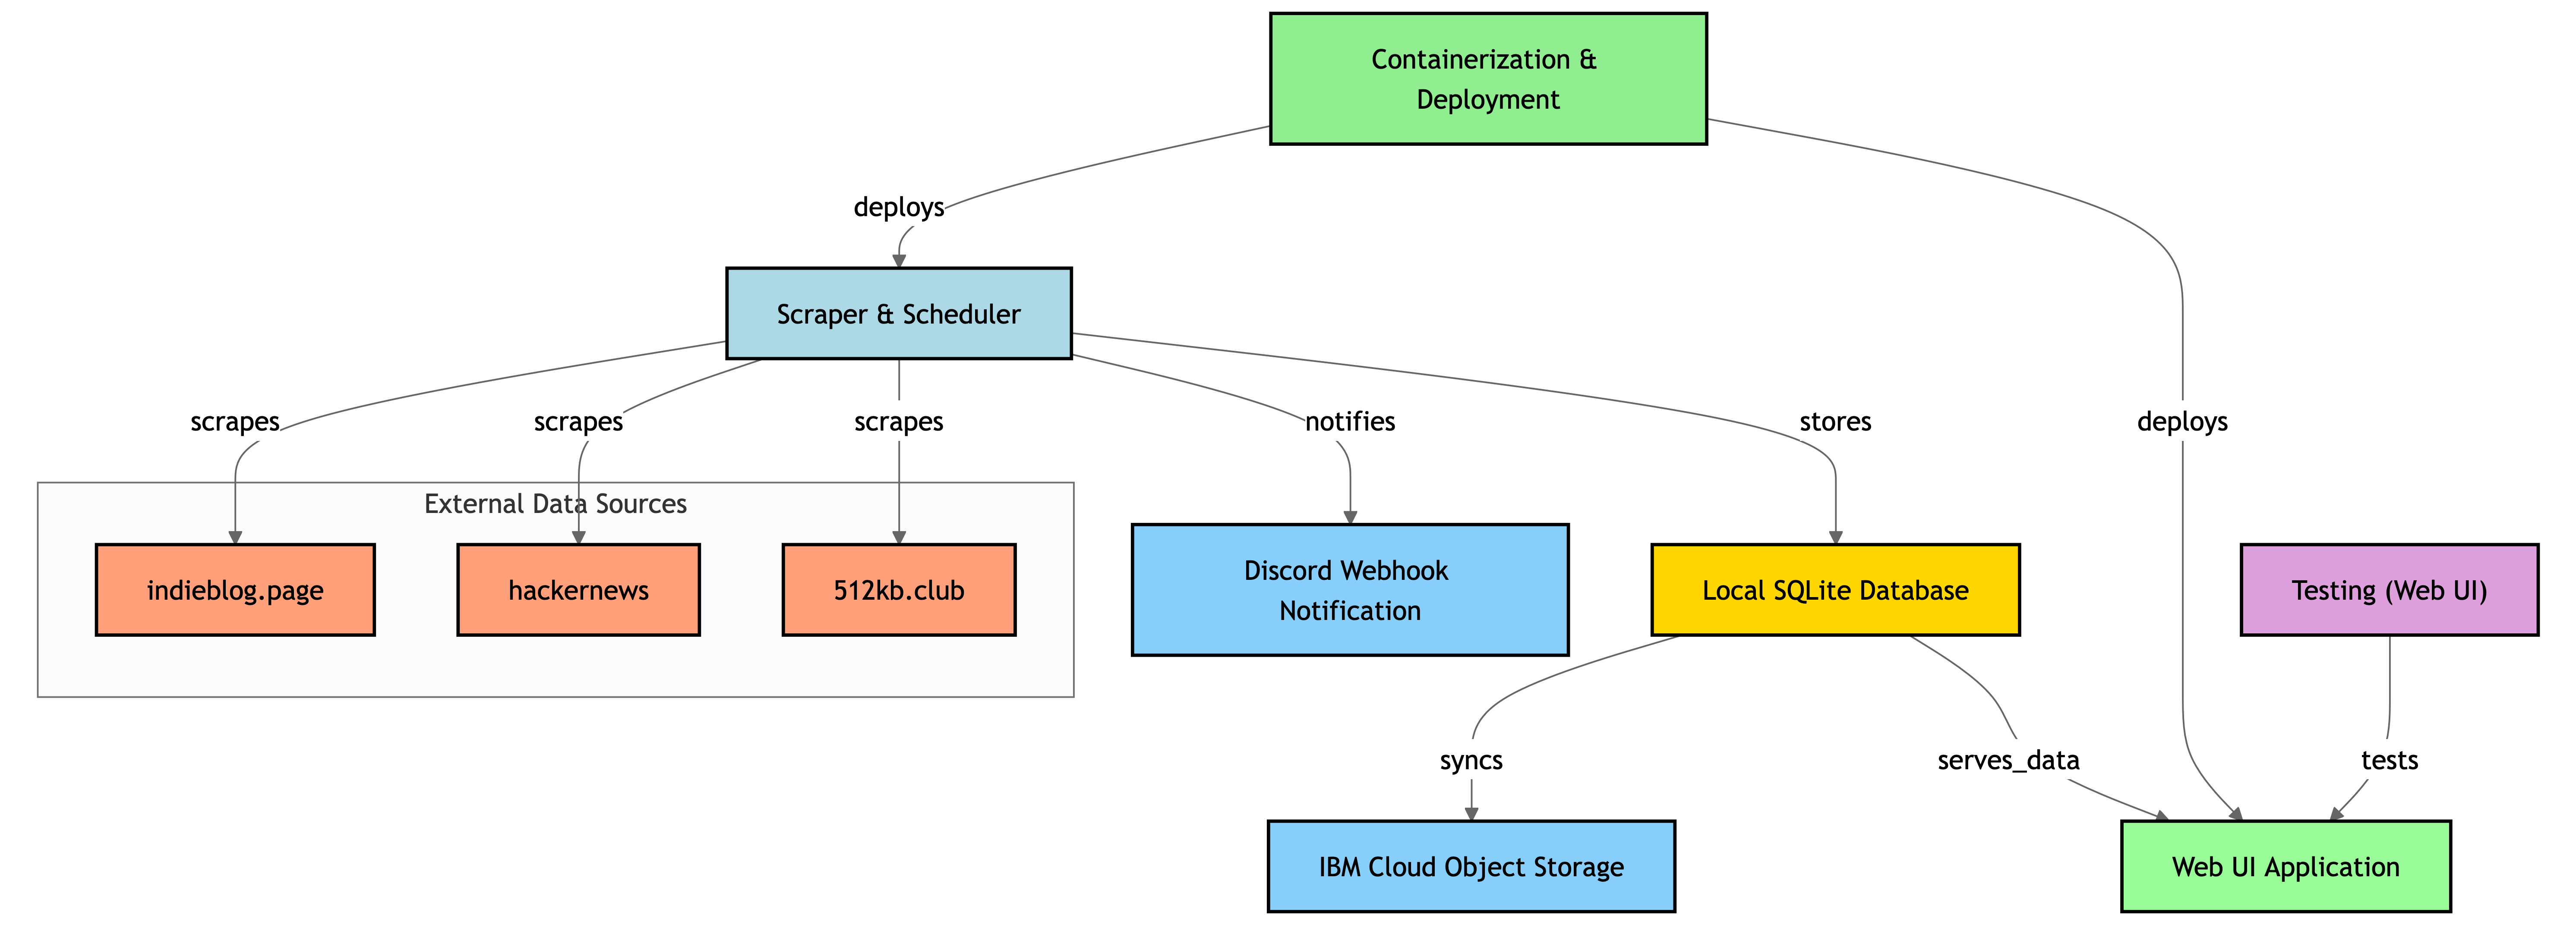 Containerization &
Deployment
deploys
Scraper & Scheduler
scrapes
scrapes
scrapes
notifies
stores
deploys
External Data Sources
indieblog.page
hackernews
512kb.club
Discord Webhook
Notification
Local SQLite Database
Testing (Web UI)
syncs
serves_data
tests
IBM Cloud Object Storage
Web UI Application